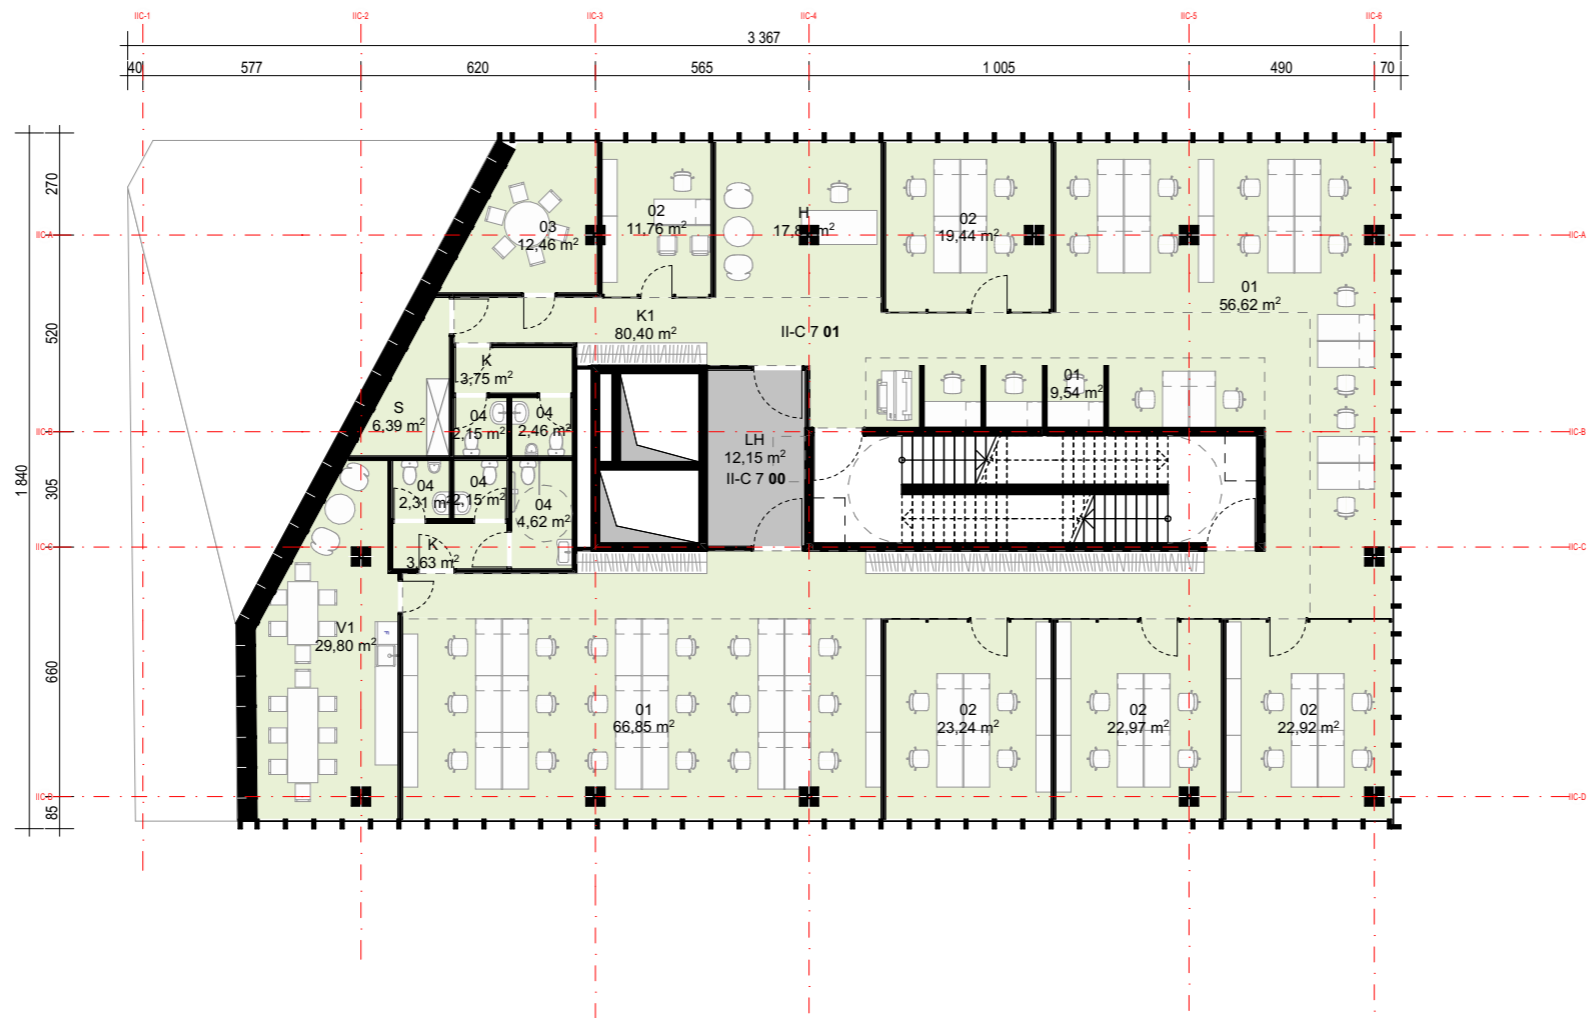 IIC-1 IIC-2 IIC-3 IIC-4 IIC-5 IIC-6
3 367
40 577 620 565 1 005 490 70
270
520
305
660
85
1 840
IIC-A
IIC-B
IIC-C
IIC-A
IIC-B
IIC-C
IIC-D
03
12,46 m²
02
11,76 m²
H
02
19,44 m²
01
56,62 m²
K1
80,40 m²
II-C 7 01
K
3,75 m²
S
6,39 m²
04
2,15 m²
04
2,46 m²
01
9,54 m²
LH
12,15 m²
II-C 7 00
04
2,31 m²
04
2,15 m²
04
4,62 m²
K
3,63 m²
V1
29,80 m²
01
66,85 m²
02
23,24 m²
02
22,97 m²
02
22,92 m²